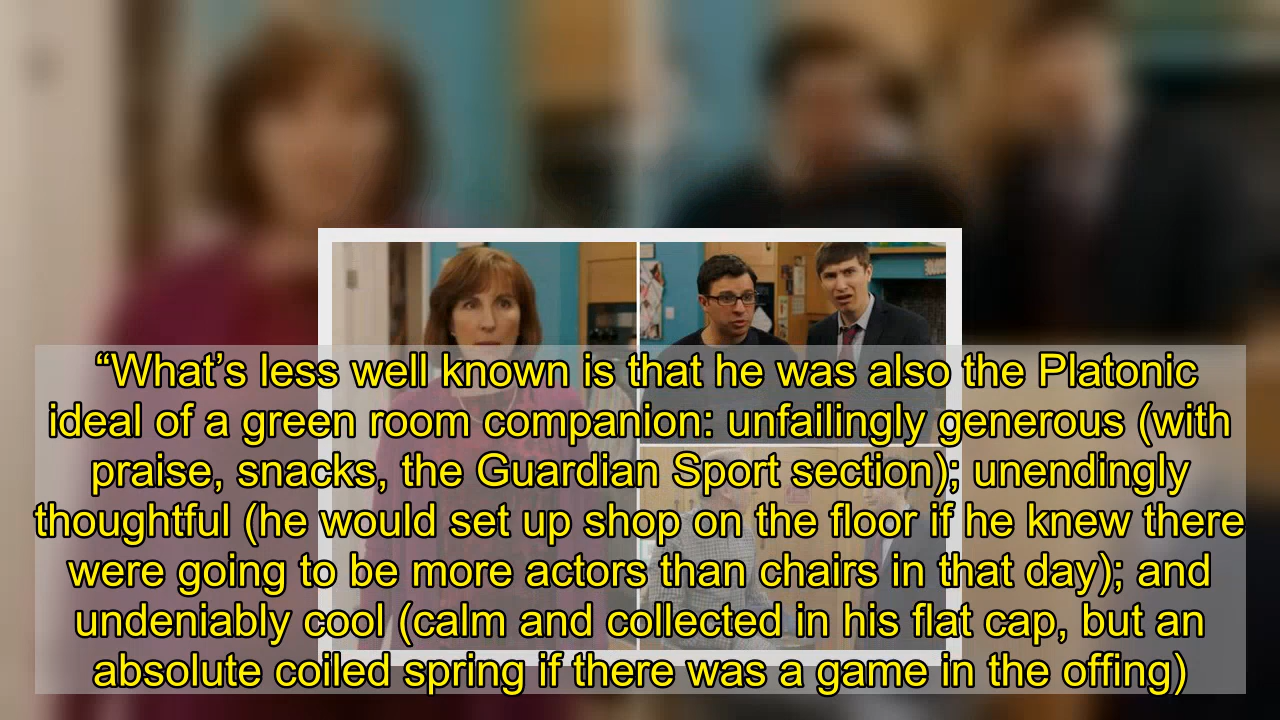 “What’s less well known is that he was also the Platonic
ideal of a green room companion: unfailingly generous (with
praise, snacks, the Guardian Sport section); unendingly
thoughtful (he would set up shop on the floor if he knew there
were going to be more actors than chairs in that day); and
undeniably cool (calm and collected in his flat cap, but an
absolute coiled spring if there was a game in the offing)